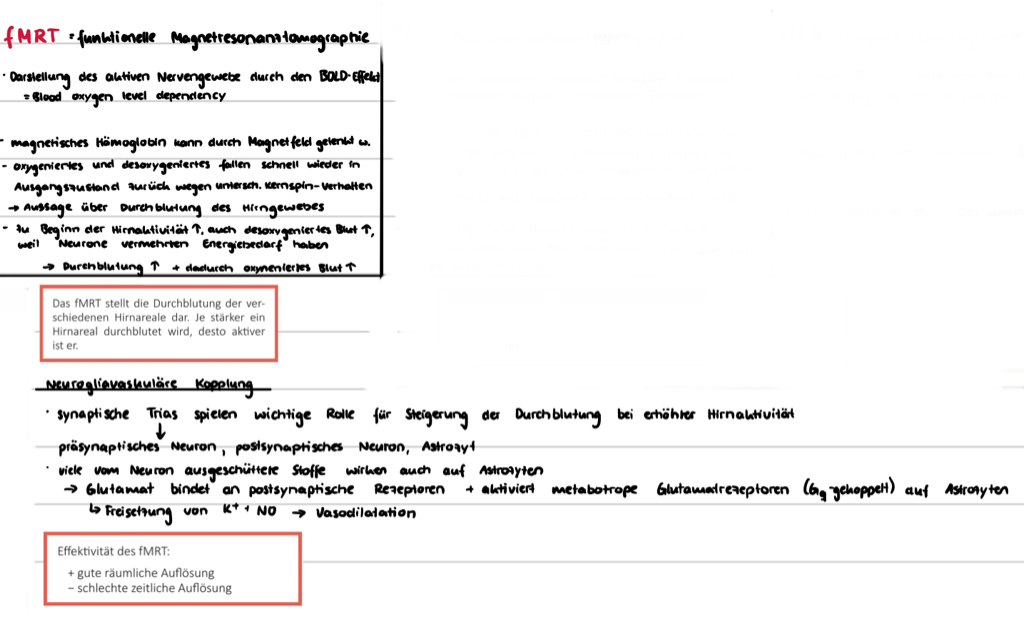 fMRT = funktionelle Magnetresonanztomographie
· Darstellung des aktiven Nervengewebe durch den BOLD-Effekt
= Blood oxygen level dependency
- magnetisches Hämoglobin kann durch Magnetfeld gelenkt w.
- oxygeniertes und desoxygeniertes fallen schnell wieder in
Ausgangszustand zurück wegen untersch. Kernspin-Verhalten
→ Aussage über Durchblutung des Hirngewebes
- zu Beginn der Hirnaktivität ↑, auch desoxygeniertes Blut ↑,
weil Neurone vermehrten Energiebedarf haben
→ Durchblutung ↑ + dadurch oxyneniertes Blut ↑
Das fMRT stellt die Durchblutung der ver-
schiedenen Hirnareale dar. Je stärker ein
Hirnareal durchblutet wird, desto aktiver
ist er.
Neurogliavaskuläre Kopplung
· synaptische Trias spielen wichtige Rolle für Steigerung der Durchblutung bei erhöhter Hirnaktivität
↓
präsynaptisches Neuron, postsynaptisches Neuron, Astrozyt
· viele vom Neuron ausgeschüttete Stoffe wirken auch auf Astrozyten
→ Glutamat bindet an postsynaptische Rezeptoren + aktiviert metabotrope Glutamatrezeptoren (Gq-gekoppelt) auf Astrozyten
↳ Freisetzung von K⁺ + NO → Vasodilatation
Effektivität des fMRT:
+ gute räumliche Auflösung
− schlechte zeitliche Auflösung